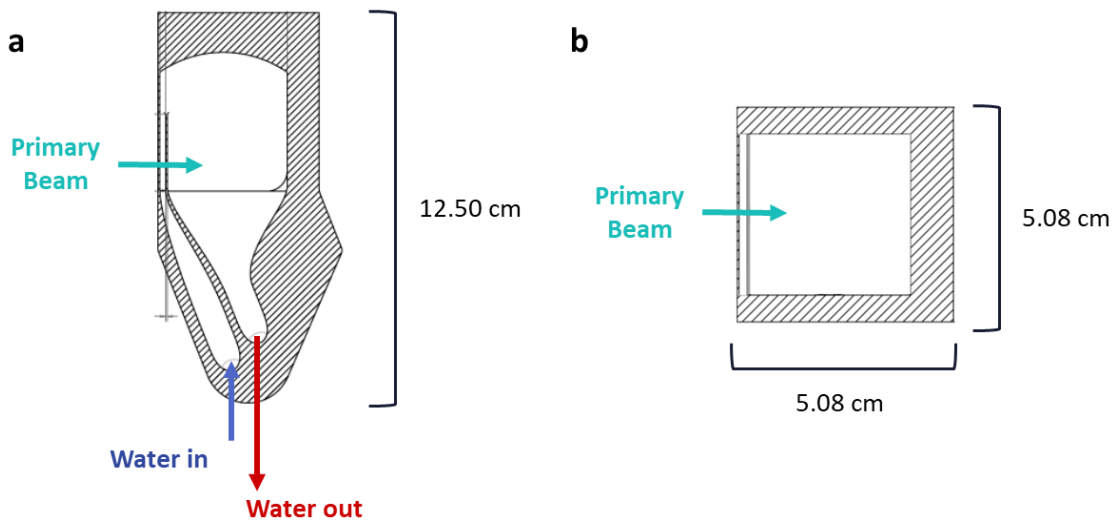 a
Primary
Beam
12.50 cm
Water in
Water out
b
Primary
Beam
5.08 cm
5.08 cm